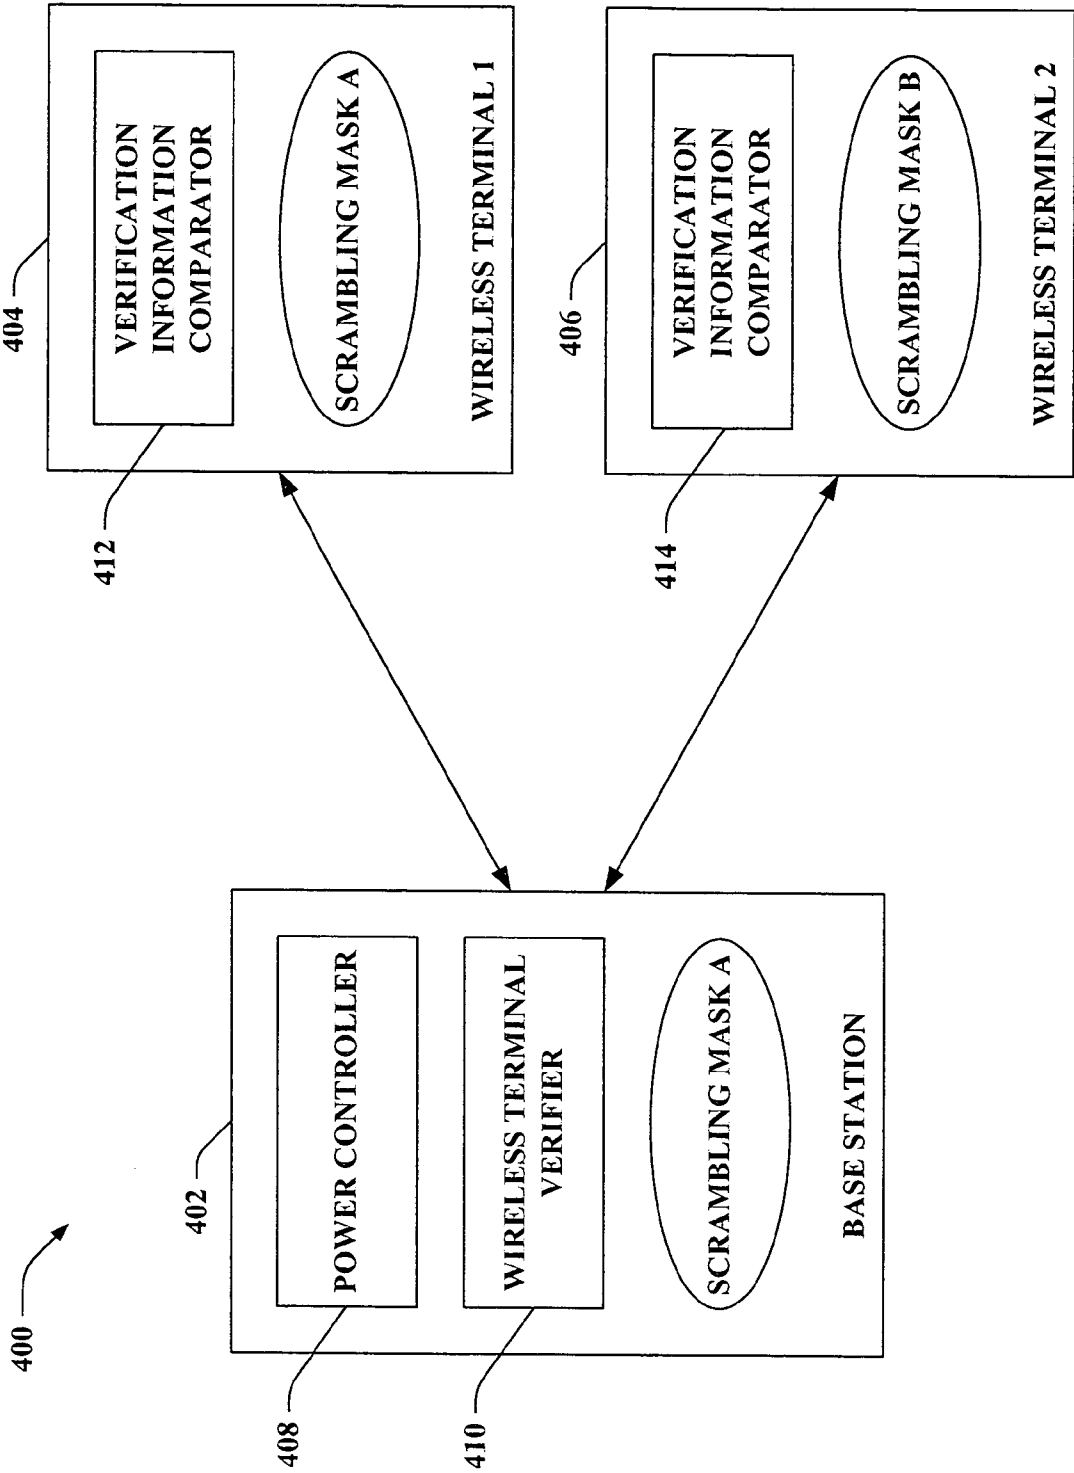 400
402
408
POWER CONTROLLER
410
WIRELESS TERMINAL
VERIFIER
SCRAMBLING MASK A
BASE STATION
404
412
VERIFICATION
INFORMATION
COMPARATOR
SCRAMBLING MASK A
WIRELESS TERMINAL 1
406
414
VERIFICATION
INFORMATION
COMPARATOR
SCRAMBLING MASK B
WIRELESS TERMINAL 2